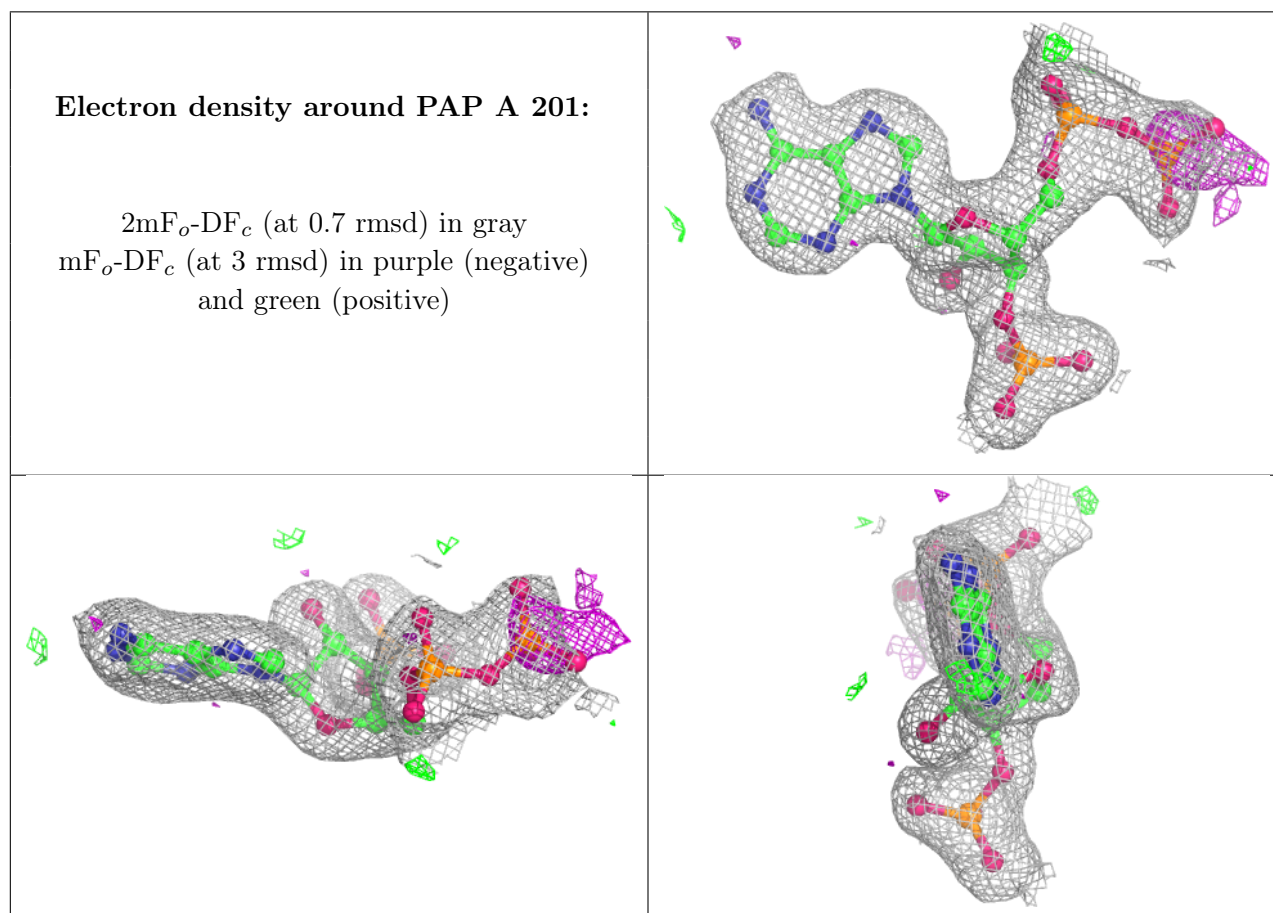 Electron density around PAP A 201:
2mFo-DFc (at 0.7 rmsd) in gray
mFo-DFc (at 3 rmsd) in purple (negative)
and green (positive)